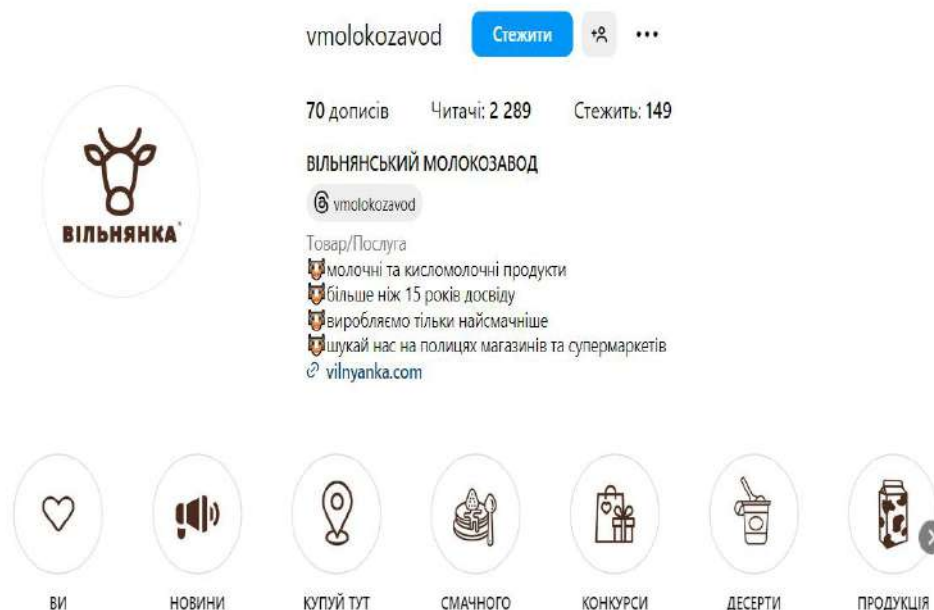 vmolokozavod Стежити
70 дописів Читачі: 2 289 Стежить: 149
ВІЛЬНЯНКА
ВІЛЬНЯНСЬКИЙ МОЛОКОЗАВОД
vmolokozavod
Товар/Послуга
молочні та кисломолочні продукти
більше ніж 15 років досвіду
виробляємо тільки найсмачніше
шукай нас на полицях магазинів та супермаркетів
vilnyanka.com
ВИ НОВИНИ КУПУЙ ТУТ СМАЧНОГО КОНКУРСИ ДЕСЕРТИ ПРОДУКЦІЯ